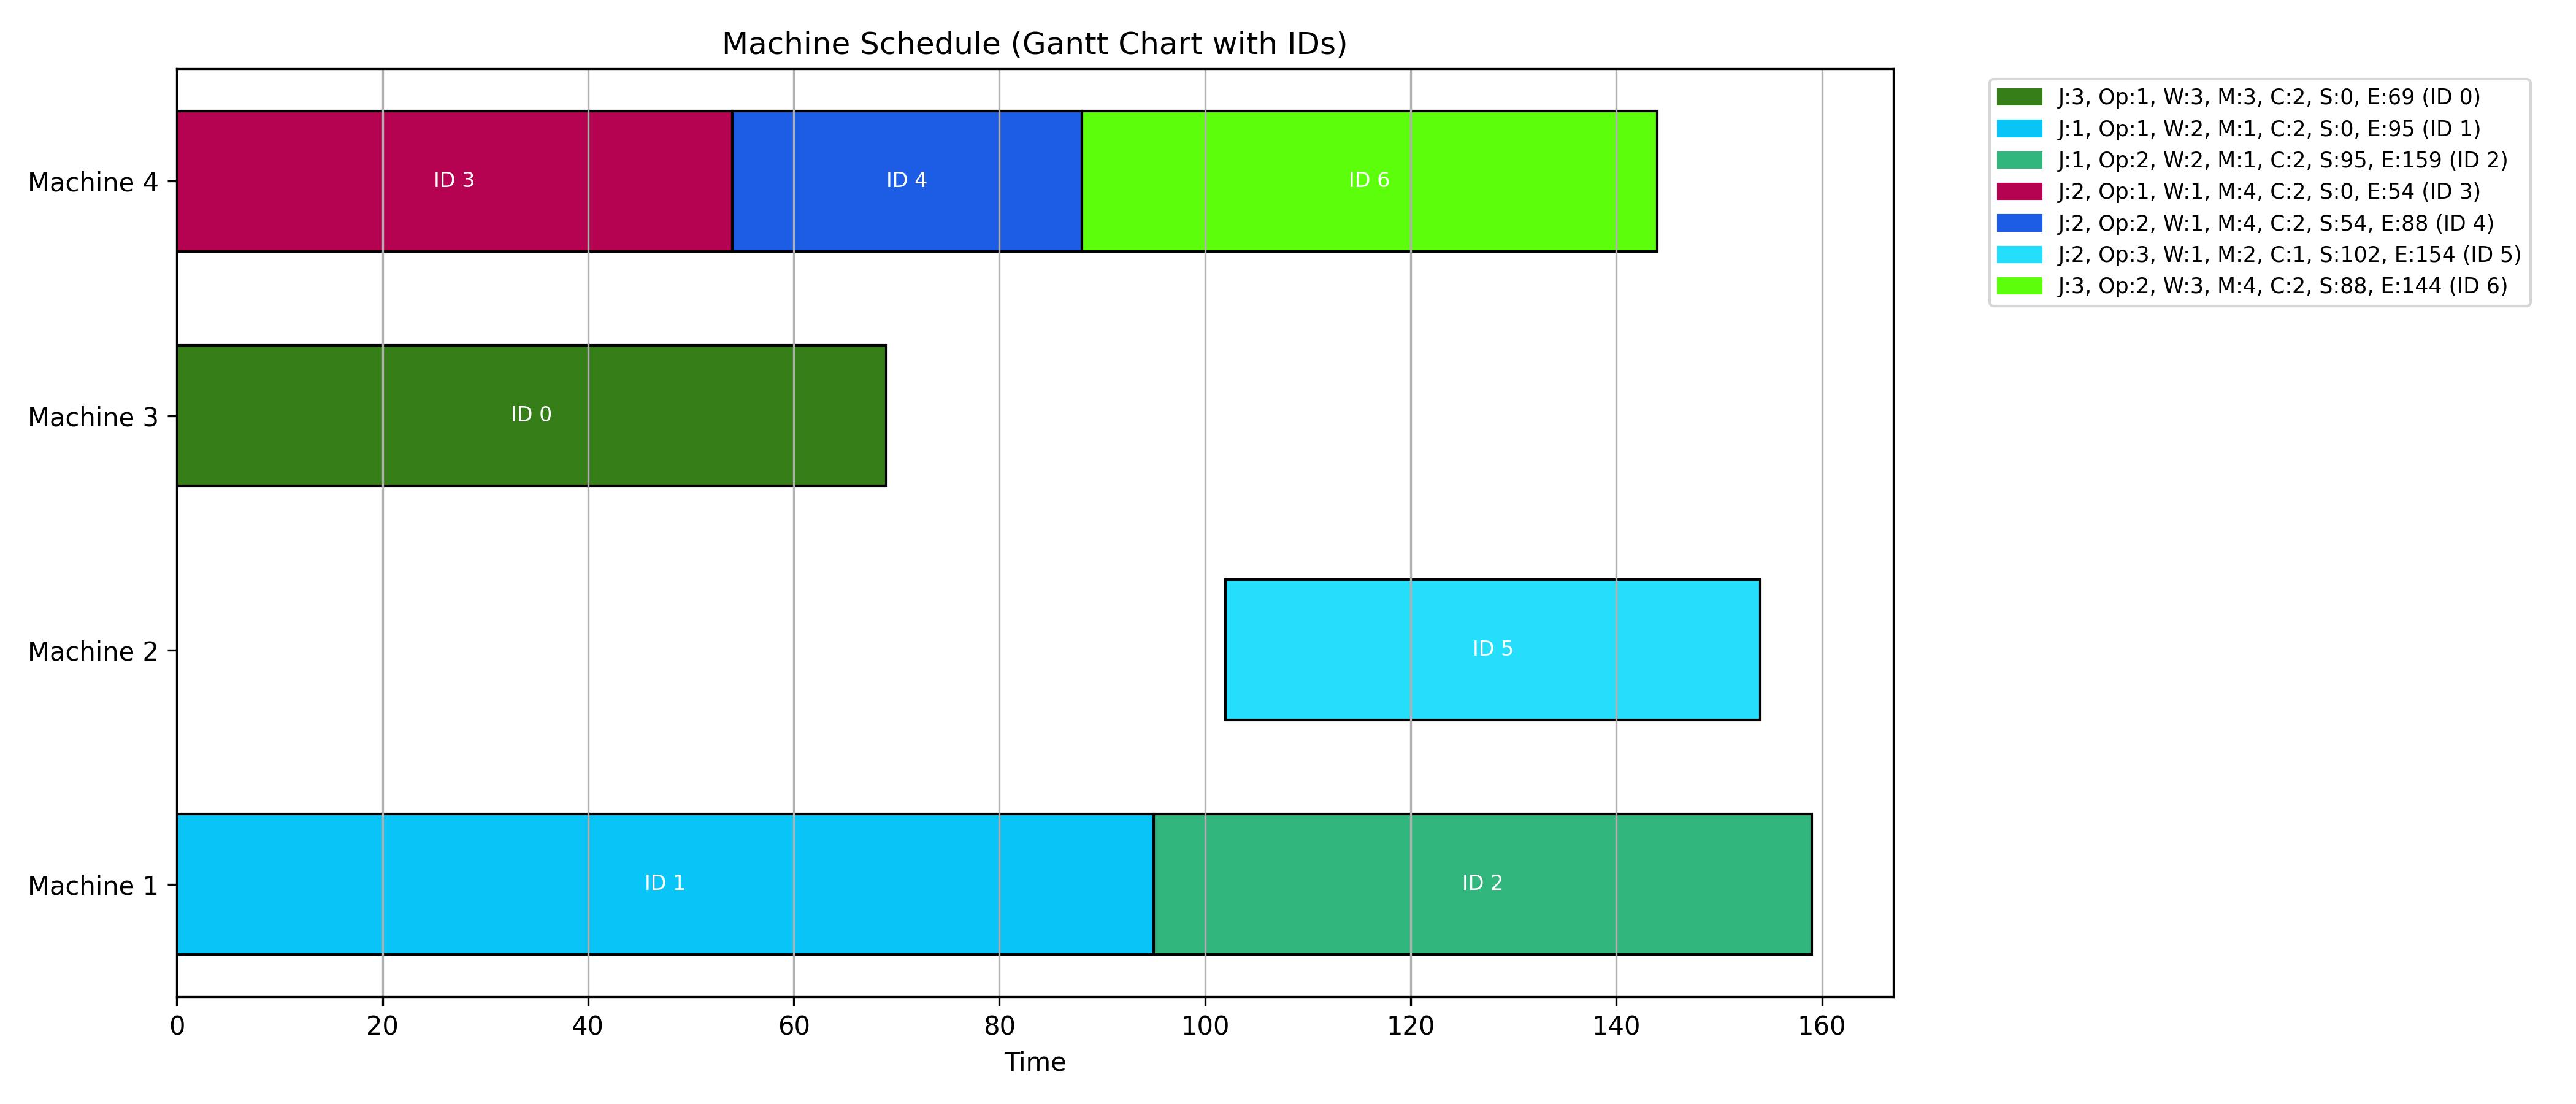 Machine Schedule (Gantt Chart with IDs)
J:3, Op:1, W:3, M:3, C:2, S:0, E:69 (ID 0)
J:1, Op:1, W:2, M:1, C:2, S:0, E:95 (ID 1)
J:1, Op:2, W:2, M:1, C:2, S:95, E:159 (ID 2)
J:2, Op:1, W:1, M:4, C:2, S:0, E:54 (ID 3)
J:2, Op:2, W:1, M:4, C:2, S:54, E:88 (ID 4)
J:2, Op:3, W:1, M:2, C:1, S:102, E:154 (ID 5)
J:3, Op:2, W:3, M:4, C:2, S:88, E:144 (ID 6)
Machine 4 ID 3 ID 4 ID 6
Machine 3 ID 0
Machine 2 ID 5
Machine 1 ID 1 ID 2
0 20 40 60 80 100 120 140 160
Time